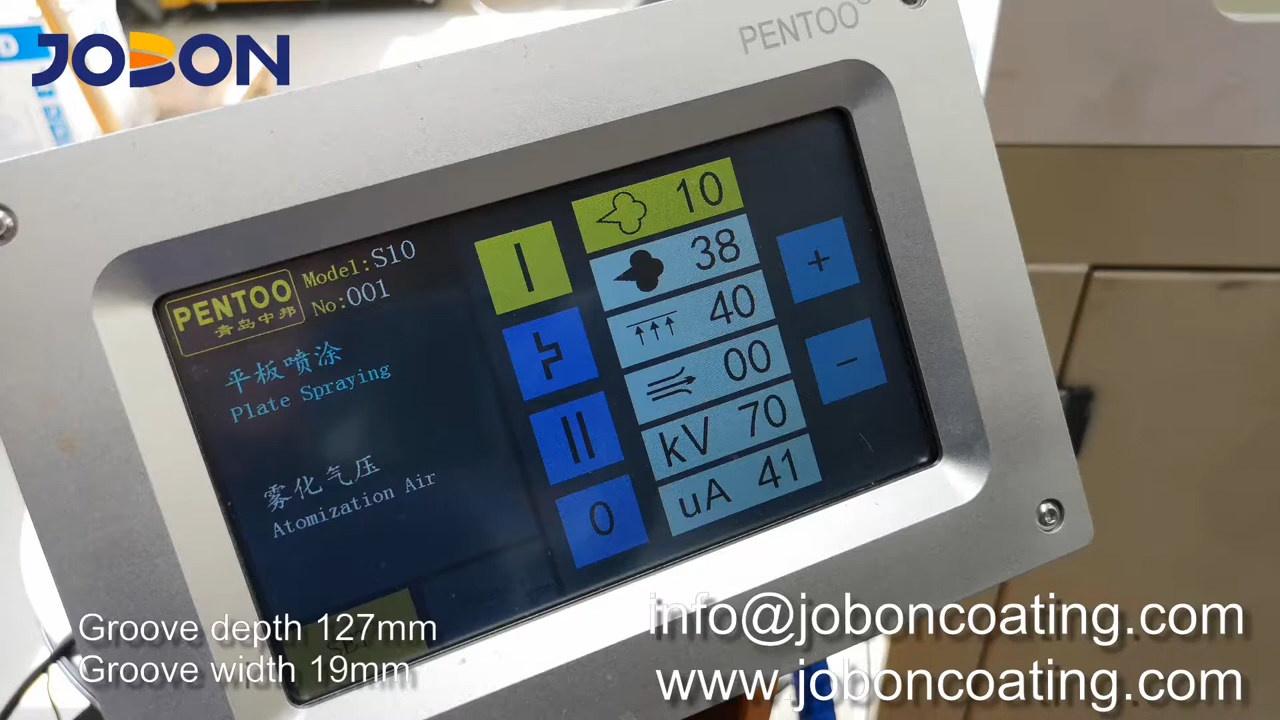 JOBON
PENTOO
PENTOO
青岛中邦
Model:S10
No:001
平板喷涂
Plate Spraying
雾化气压
Atomization Air
10
38
40
00
kV 70
uA 41
+
−
0
Groove depth 127mm
Groove width 19mm
info@joboncoating.com
www.joboncoating.com